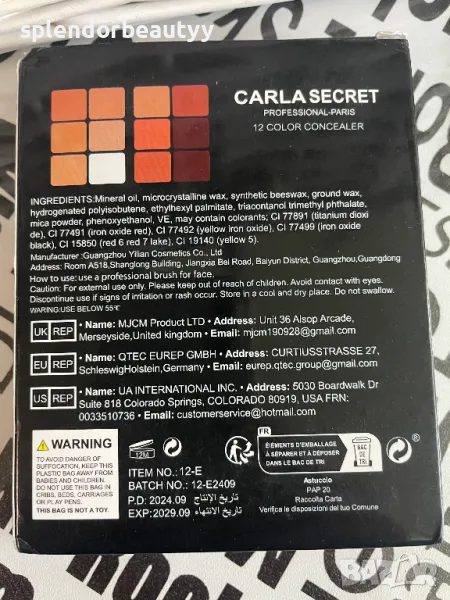 splendorbeautyy
CARLA SECRET
PROFESSIONAL-PARIS
12 COLOR CONCEALER
INGREDIENTS:Mineral oil, microcrystalline wax, synthetic beeswax, ground wax,
hydrogenated polyisobutene, ethylhexyl palmitate, triacontanol trimethyl phthalate,
mica powder, phenoxyethanol, VE, may contain colorants; CI 77891 (titanium dioxi
de), CI 77491 (iron oxide red), CI 77492 (yellow iron oxide), CI 77499 (iron oxide
black), CI 15850 (red 6 red 7 lake), CI 19140 (yellow 5).
Manufacturer :Guangzhou Yilian Cosmetics Co., Ltd
Address: Room A518,Shanglong Building, Jiangxia Bei Road, Baiyun District, Guangzhou,Guangdong
How to use: use a professional brush for face.
Caution: For external use only. Please keep out of reach of children. Avoid contact with eyes.
Discontinue use if signs of irritation or rash occur. Store in a cool and dry place. Do not swallow.
WARING:USE BELOW 55℃
UK REP • Name: MJCM Product LTD • Address: Unit 36 Alsop Arcade,
Merseyside,United kingdom • Email: mjcm190928@gmail.com
EU REP • Name: QTEC EUREP GMBH • Address: CURTIUSSTRASSE 27,
SchleswigHolstein,Germany • Email: eurep.qtec.group@gmail.com
US REP • Name: UA INTERNATIONAL INC. • Address: 5030 Boardwalk Dr
Suite 818 Colorado Springs, COLORADO 80919, USA FRN:
0033510736 • Email: customerservice@hotmail.com
WARNING
TO AVOID DANGER OF
SUFFOCATION, KEEP THIS
PLASTIC BAG AWAY FROM
BABIES AND CHILDREN.
DO NOT USE THIS BAG IN
CRIBS, BEDS, CARRIAGES
OR PLAY PENS.
THIS BAG IS NOT A TOY.
12M
ITEM NO.: 12-E
BATCH NO.: 12-E2409
P.D: 2024.09 تاريخ الإنتاج
EXP:2029.09 تاريخ الانتهاء
FR
ÉLÉMENTS D'EMBALLAGE
À SÉPARER ET À DÉPOSER
DANS LE BAC DE TRI
BAC
DE TRI
Astuccio
PAP 20
Raccolta Carta
Verifica le disposizioni del tuo Comune
bazar